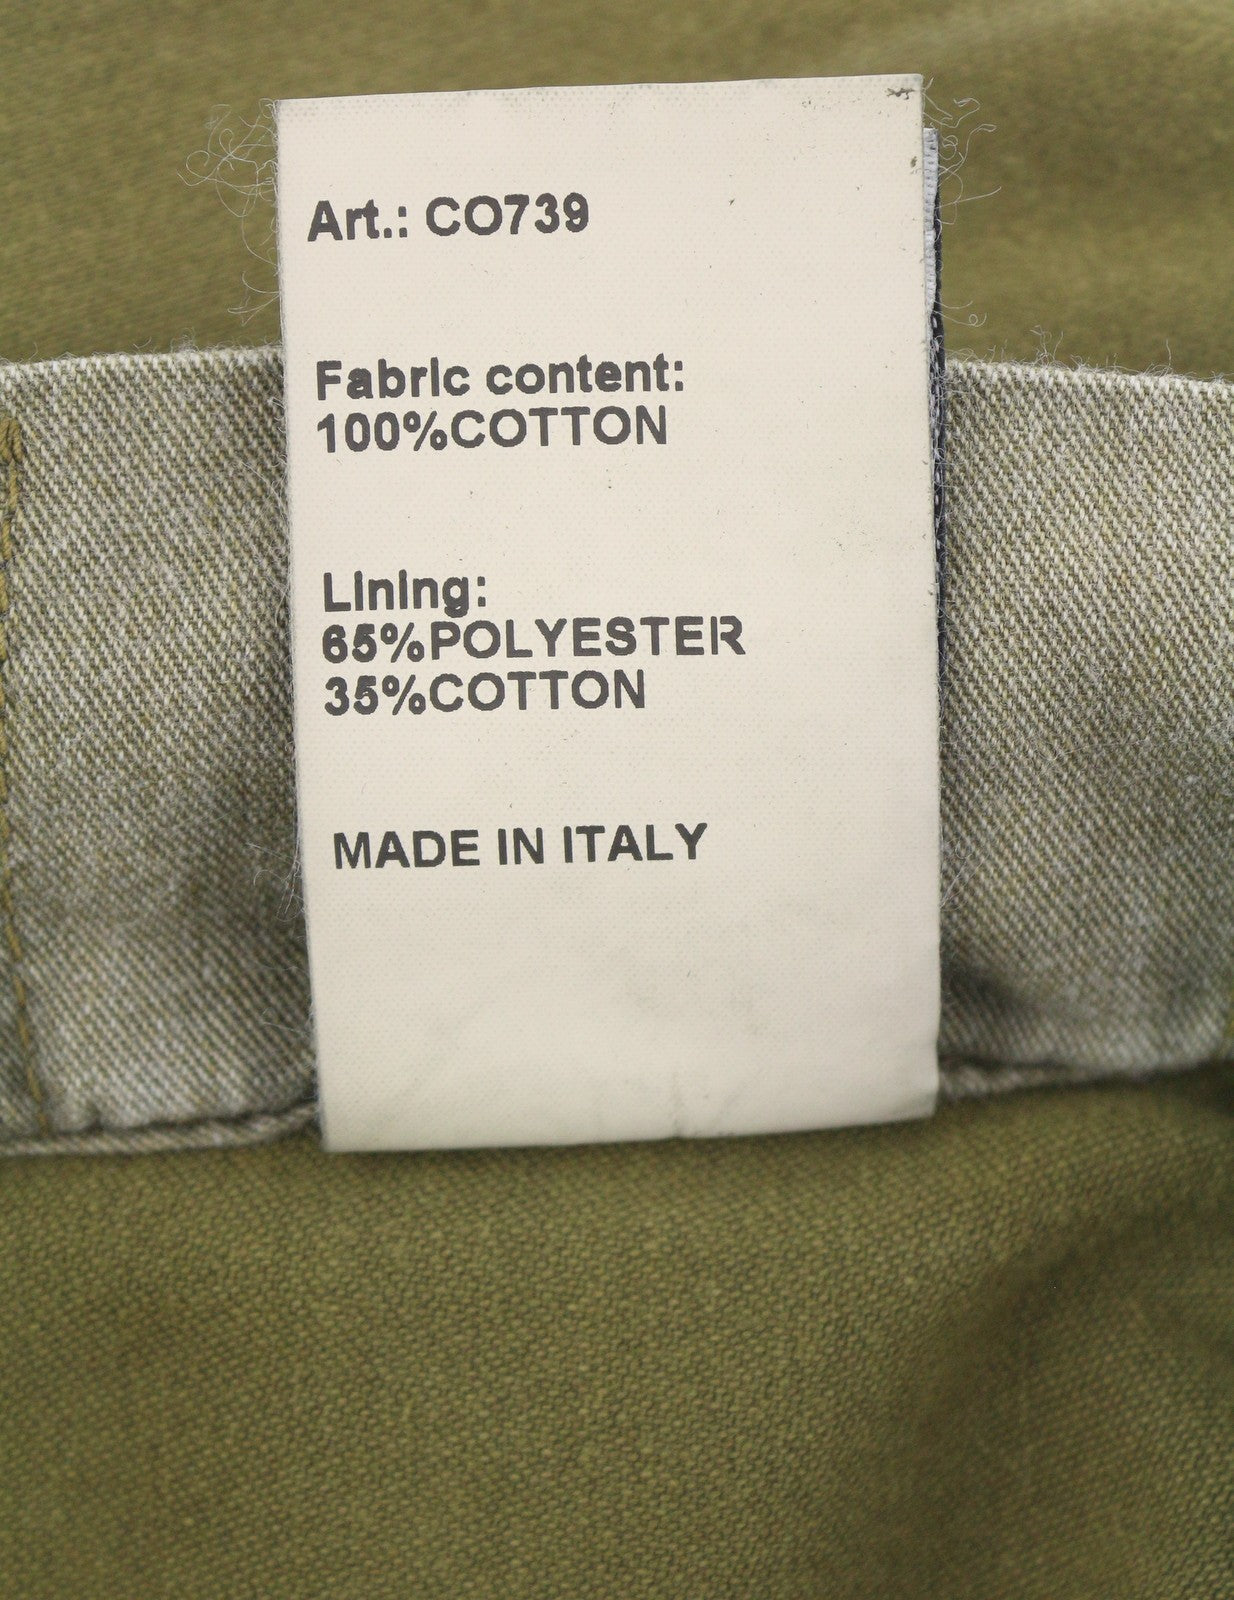 Art.: CO739
Fabric content:
100%COTTON
Lining:
65%POLYESTER
35%COTTON
MADE IN ITALY